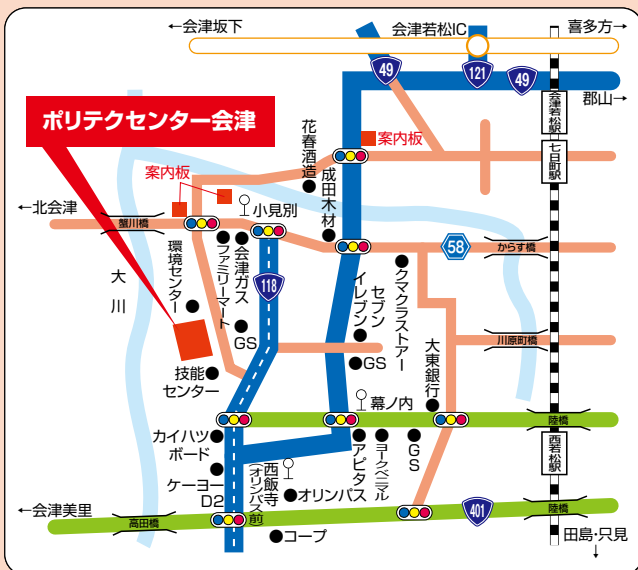 ←会津坂下
会津若松IC
喜多方→
49
121
49
郡山→
会津若松駅
七日町駅
ポリテクセンター会津
案内板
花春酒造
案内板
成田木材
←北会津
蟹川橋
小見別
58
からす橋
大川
環境センター
ファミリーマート
会津ガス
118
セブン
イレブン
クマクラストアー
GS
GS
大東銀行
川原町橋
技能
センター
幕ノ内
陸橋
カイハツ
ボード
アピタ
ヨークベニマル
GS
西若松駅
ケーヨー
D2
西飯寺
(オリンパス前)
オリンパス
←会津美里
高田橋
コープ
401
陸橋
田島・只見
↓